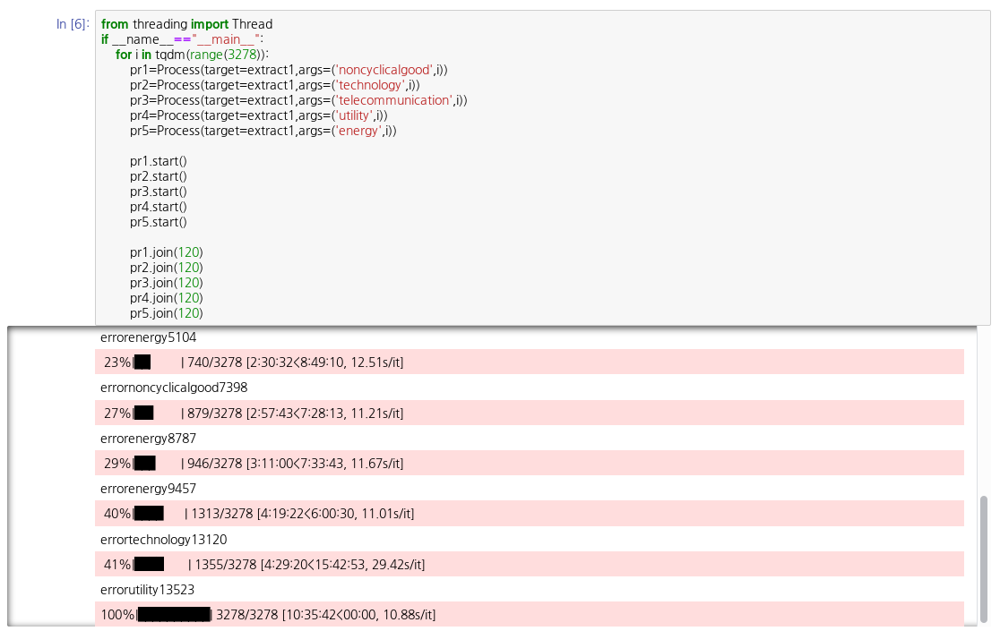 In [6]: from threading import Thread
if __name__=="__main__":
for i in tqdm(range(3278)):
pr1=Process(target=extract1,args=('noncyclicalgood',i))
pr2=Process(target=extract1,args=('technology',i))
pr3=Process(target=extract1,args=('telecommunication',i))
pr4=Process(target=extract1,args=('utility',i))
pr5=Process(target=extract1,args=('energy',i))
pr1.start()
pr2.start()
pr3.start()
pr4.start()
pr5.start()
pr1.join(120)
pr2.join(120)
pr3.join(120)
pr4.join(120)
pr5.join(120)
errorenergy5104
23%|██ | 740/3278 [2:30:32<8:49:10, 12.51s/it]
errornoncyclicalgood7398
27%|██ | 879/3278 [2:57:43<7:28:13, 11.21s/it]
errorenergy8787
29%|██ | 946/3278 [3:11:00<7:33:43, 11.67s/it]
errorenergy9457
40%|████ | 1313/3278 [4:19:22<6:00:30, 11.01s/it]
errortechnology13120
41%|████ | 1355/3278 [4:29:20<15:42:53, 29.42s/it]
errorutility13523
100%|██████████| 3278/3278 [10:35:42<00:00, 10.88s/it]